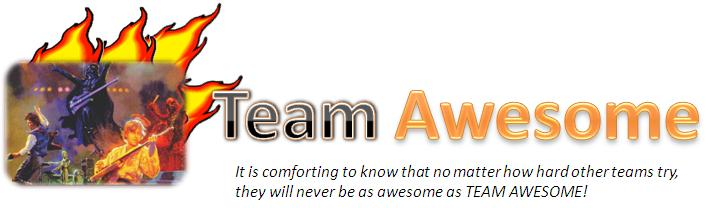 Team Awesome
It is comforting to know that no matter how hard other teams try,
they will never be as awesome as TEAM AWESOME!